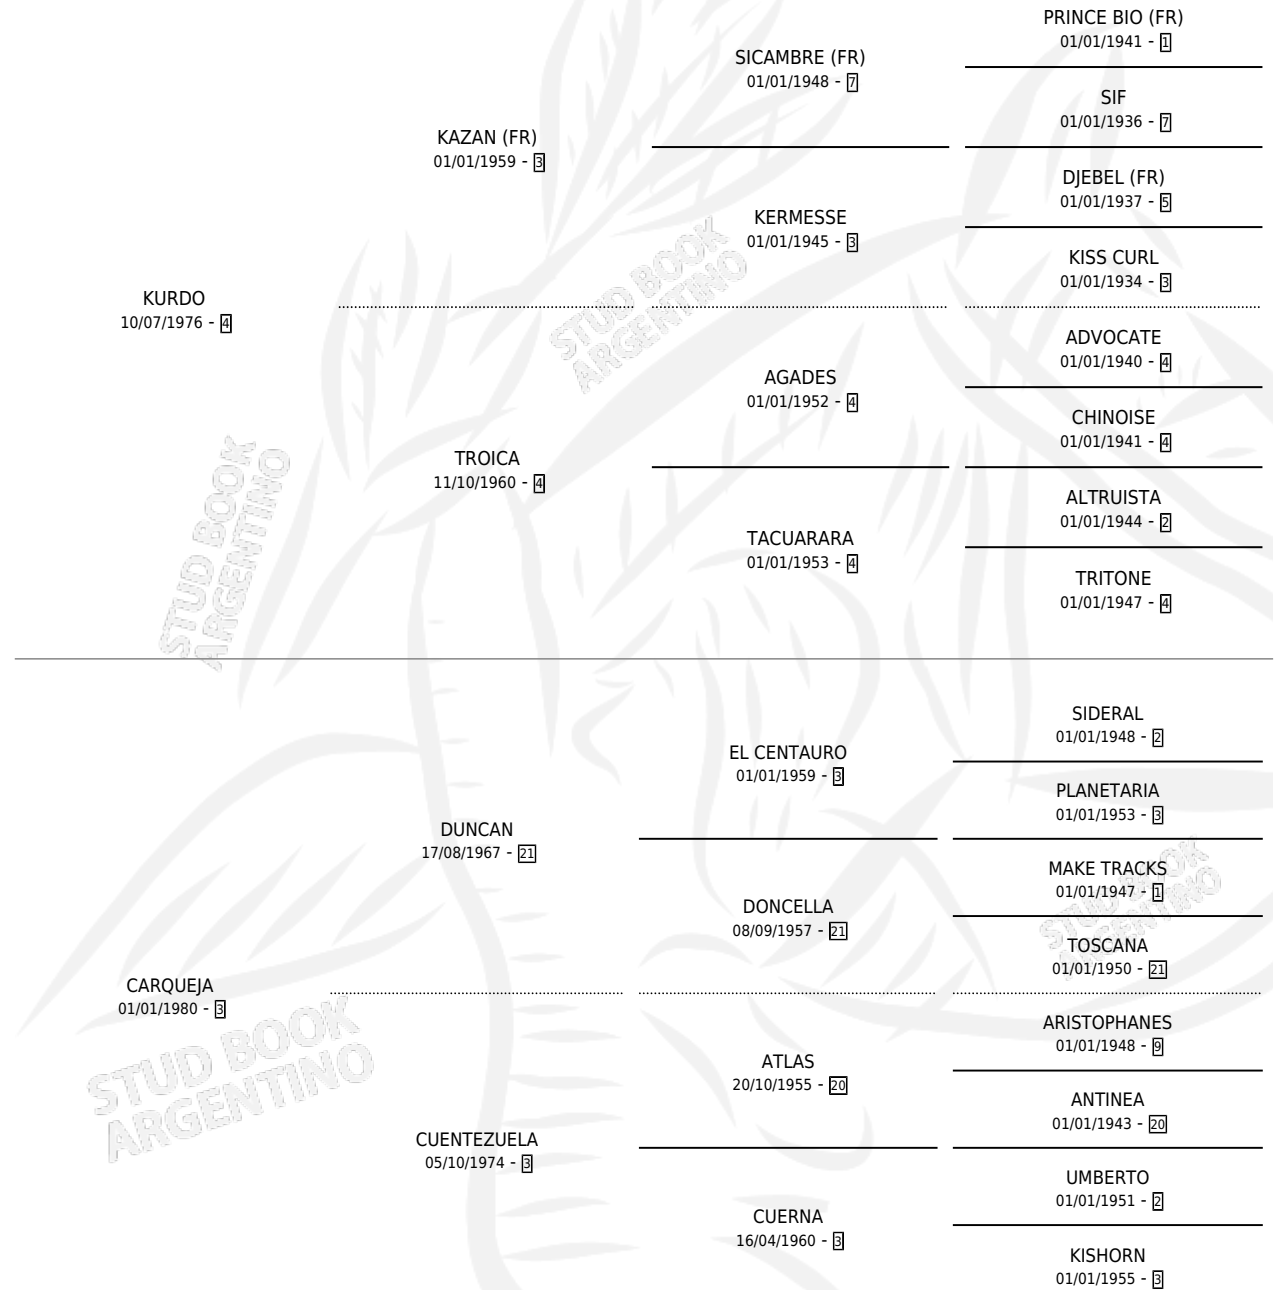 PRINCE BIO (FR)
01/01/1941 - 1
SICAMBRE (FR)
01/01/1948 - 7
SIF
01/01/1936 - 7
KAZAN (FR)
01/01/1959 - 3
DJEBEL (FR)
01/01/1937 - 5
KERMESSE
01/01/1945 - 3
KISS CURL
01/01/1934 - 3
KURDO
10/07/1976 - 4
ADVOCATE
01/01/1940 - 4
AGADES
01/01/1952 - 4
CHINOISE
01/01/1941 - 4
TROICA
11/10/1960 - 4
ALTRUISTA
01/01/1944 - 2
TACUARARA
01/01/1953 - 4
TRITONE
01/01/1947 - 4
STUD BOOK
ARGENTINO
STUD BOOK
ARGENTINO
SIDERAL
01/01/1948 - 2
EL CENTAURO
01/01/1959 - 3
PLANETARIA
01/01/1953 - 3
DUNCAN
17/08/1967 - 21
MAKE TRACKS
01/01/1947 - 1
DONCELLA
08/09/1957 - 21
TOSCANA
01/01/1950 - 21
STUD BOOK
ARGENTINO
CARQUEJA
01/01/1980 - 3
ARISTOPHANES
01/01/1948 - 9
ATLAS
20/10/1955 - 20
ANTINEA
01/01/1943 - 20
CUENTEZUELA
05/10/1974 - 3
UMBERTO
01/01/1951 - 2
CUERNA
16/04/1960 - 3
KISHORN
01/01/1955 - 3
STUD BOOK
ARGENTINO